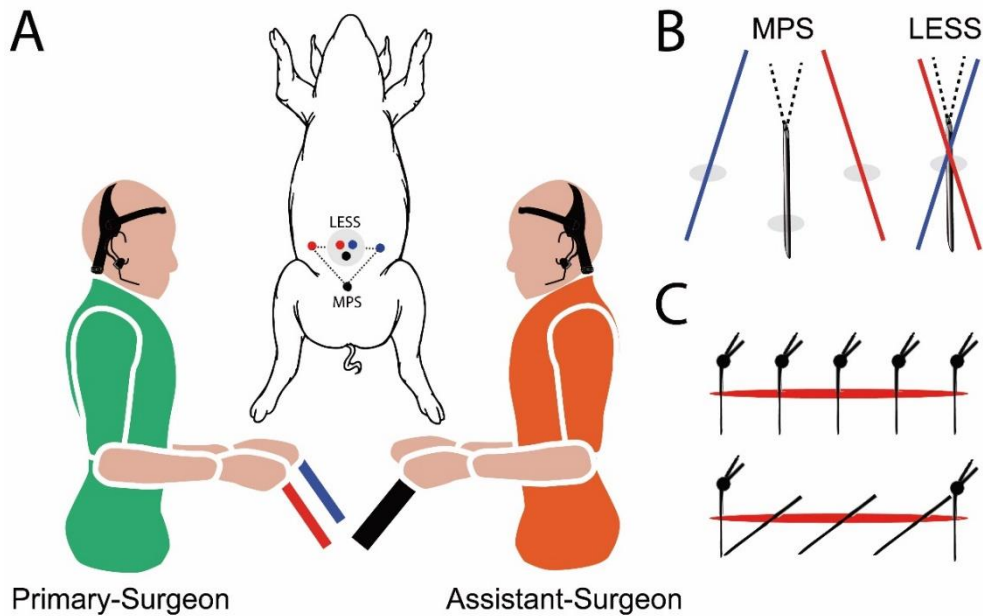 A
LESS
MPS
Primary-Surgeon
Assistant-Surgeon
B
MPS
LESS
C